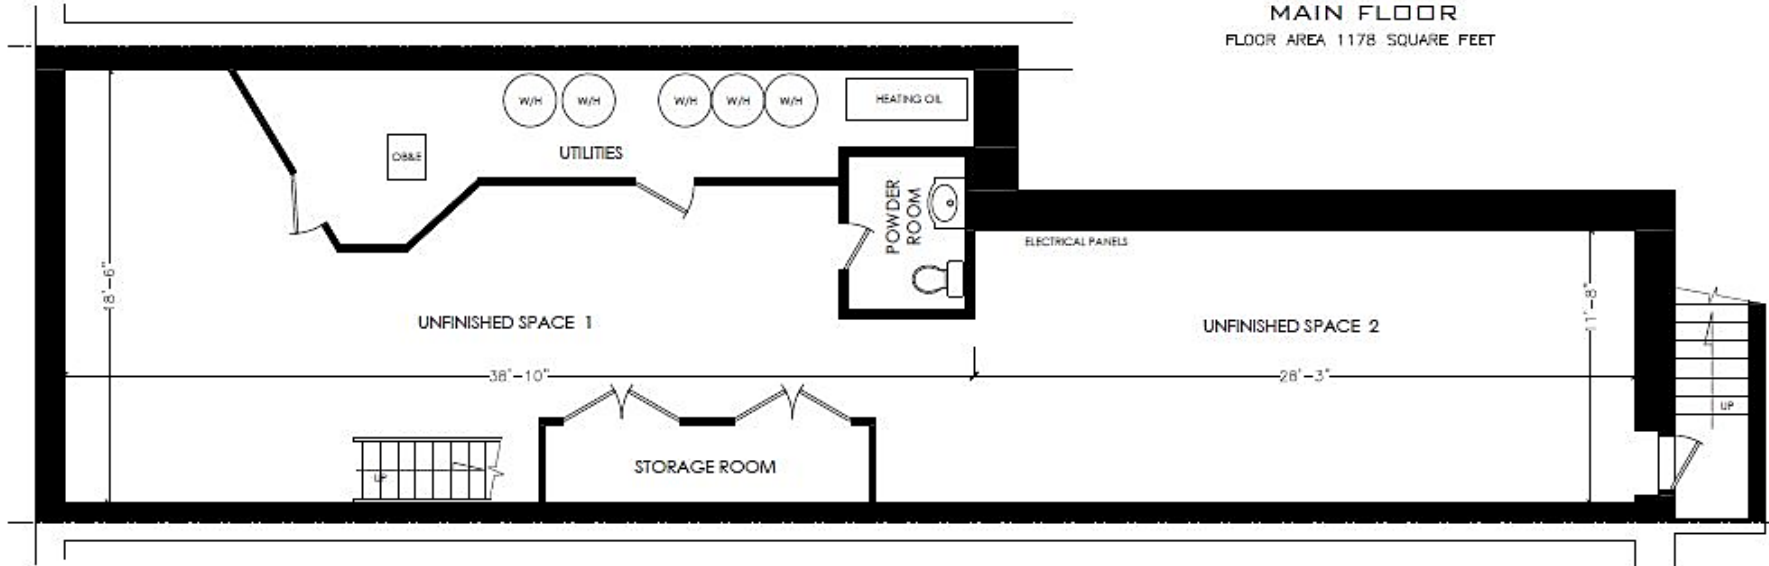 MAIN FLOOR
FLOOR AREA 1178 SQUARE FEET
W/H
W/H
W/H
W/H
W/H
HEATING OIL
UTILITIES
POWDER
ROOM
ELECTRICAL PANELS
18'-6"
11'-8"
UNFINISHED SPACE 1
UNFINISHED SPACE 2
38'-10"
28'-3"
UP
UP
STORAGE ROOM